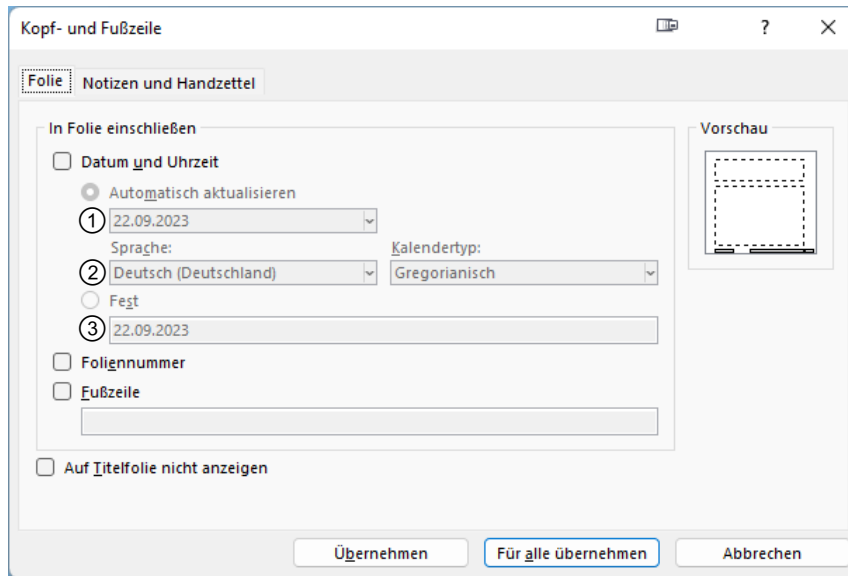 Kopf- und Fußzeile ?
Folie Notizen und Handzettel
In Folie einschließen
Datum und Uhrzeit
Automatisch aktualisieren
1 22.09.2023
Sprache: Kalendertyp:
2 Deutsch (Deutschland) Gregorianisch
Fest
3 22.09.2023
Foliennummer
Fußzeile
Auf Titelfolie nicht anzeigen
Vorschau
Übernehmen Für alle übernehmen Abbrechen